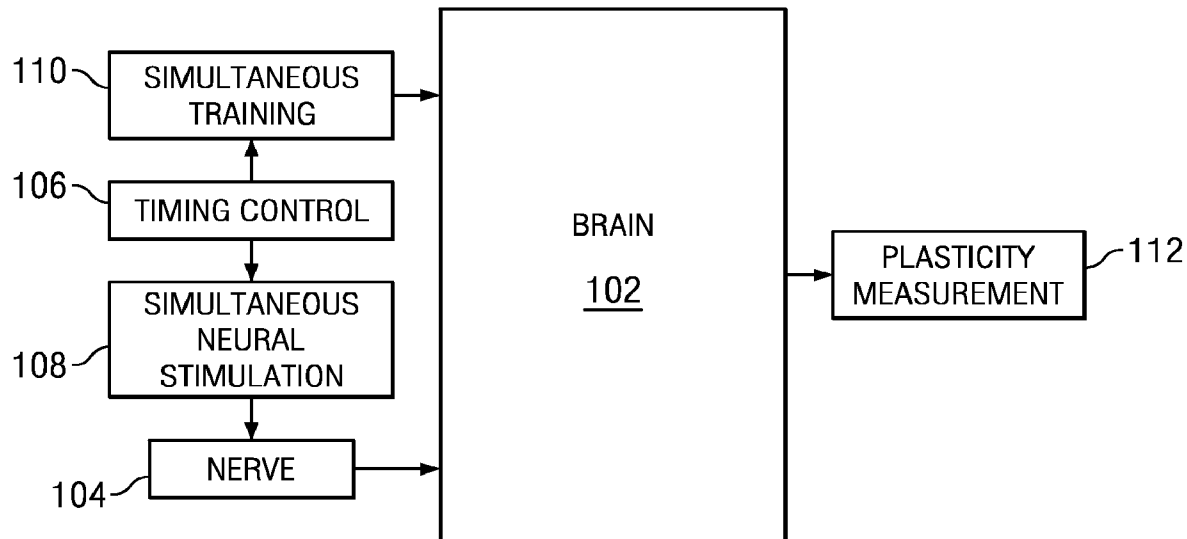 110
SIMULTANEOUS
TRAINING
106
TIMING CONTROL
108
SIMULTANEOUS
NEURAL
STIMULATION
104
NERVE
BRAIN
102
PLASTICITY
MEASUREMENT
112